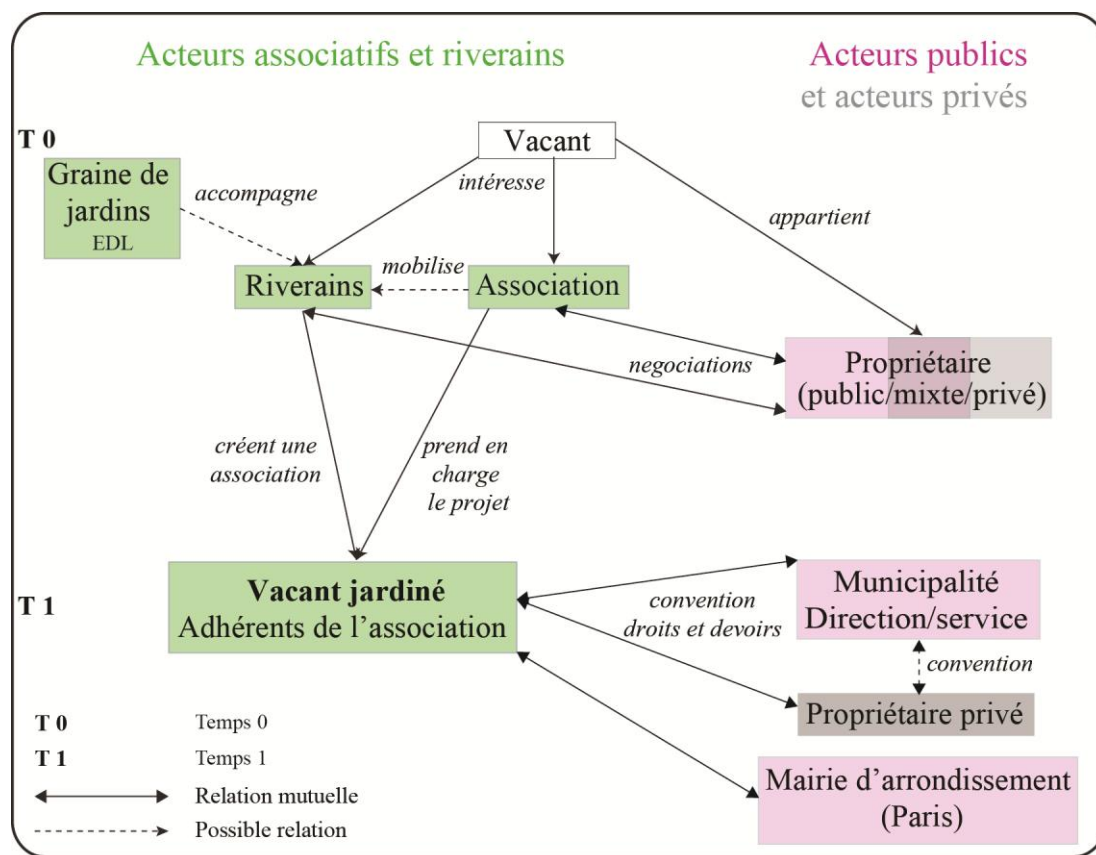 Acteurs associatifs et riverains
Acteurs publics
et acteurs privés
T 0
Vacant
Graine de
jardins
EDL
accompagne
intéresse
appartient
mobilise
Riverains
Association
negociations
Propriétaire
(public/mixte/privé)
créent une
association
prend en
charge
le projet
T 1
Vacant jardiné
Adhérents de l'association
convention
droits et devoirs
Municipalité
Direction/service
convention
Propriétaire privé
Mairie d'arrondissement
(Paris)
T 0 Temps 0
T 1 Temps 1
Relation mutuelle
Possible relation